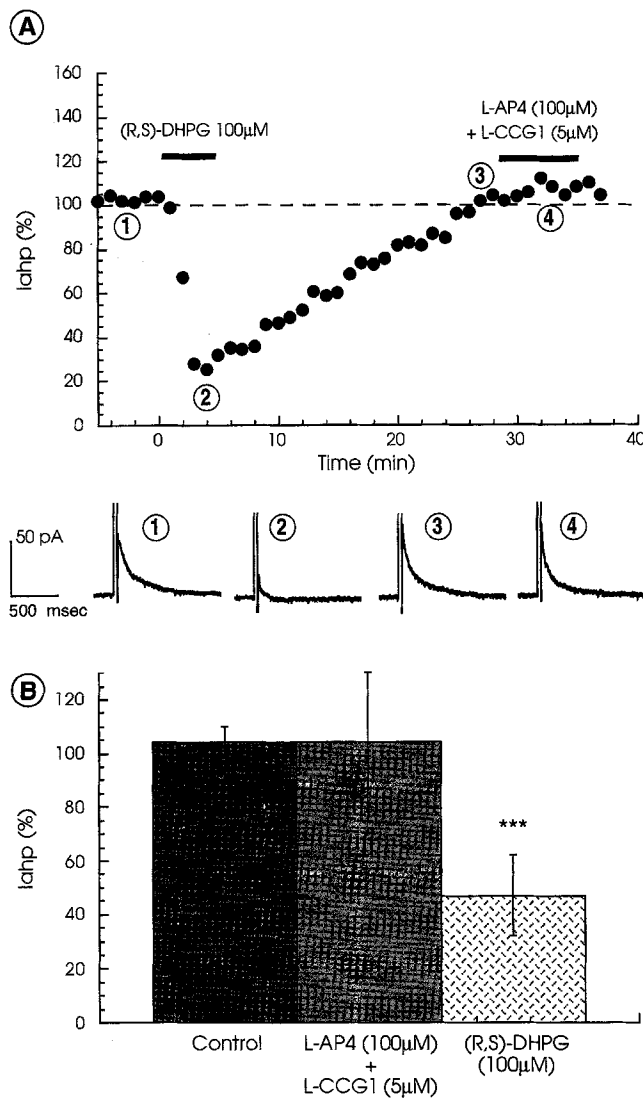 A
160
140
120
100
80
60
40
20
0
Iahp (%)
(R,S)-DHPG 100µM
L-AP4 (100µM)
+ L-CCG1 (5µM)
1
2
3
4
0 10 20 30 40
Time (min)
50 pA
500 msec
1 2 3 4
B
120
100
80
60
40
20
0
Iahp (%)
***
Control
L-AP4 (100µM)
+
L-CCG1 (5µM)
(R,S)-DHPG
(100µM)